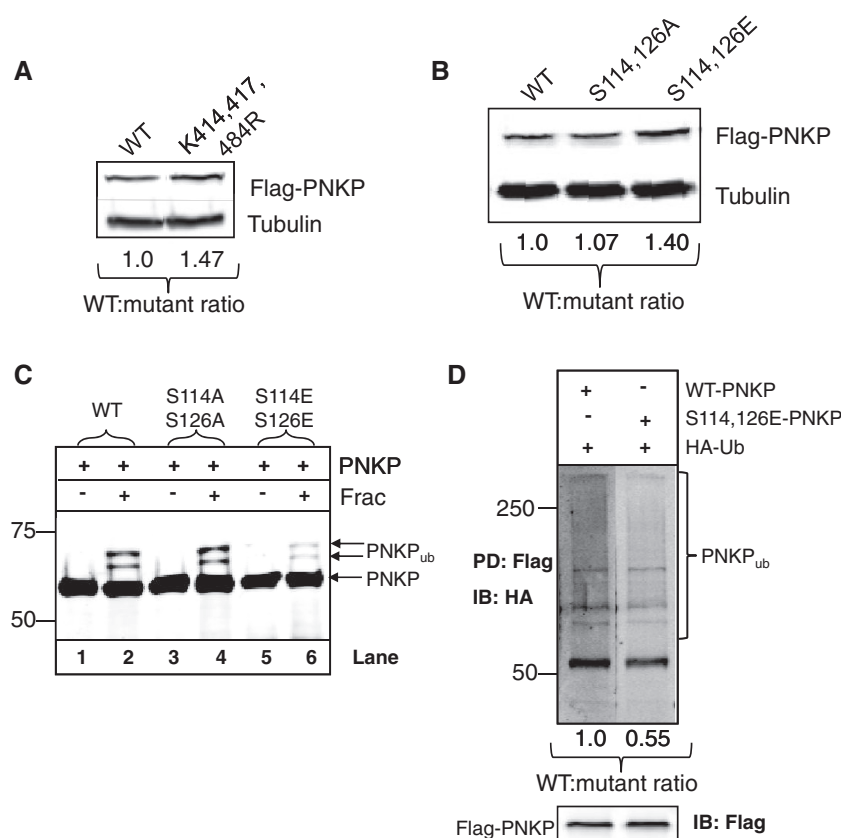 A
WT
K414,417,
484R
Flag-PNKP
Tubulin
1.0 1.47
WT:mutant ratio
B
WT
S114,126A
S114,126E
Flag-PNKP
Tubulin
1.0 1.07 1.40
WT:mutant ratio
C
WT
S114A
S126A
S114E
S126E
+ + + + + + PNKP
- + - + - + Frac
75
PNKPub
PNKP
50
1 2 3 4 5 6 Lane
D
+ - WT-PNKP
- + S114,126E-PNKP
+ + HA-Ub
250
PD: Flag
PNKPub
IB: HA
50
1.0 0.55
WT:mutant ratio
Flag-PNKP IB: Flag